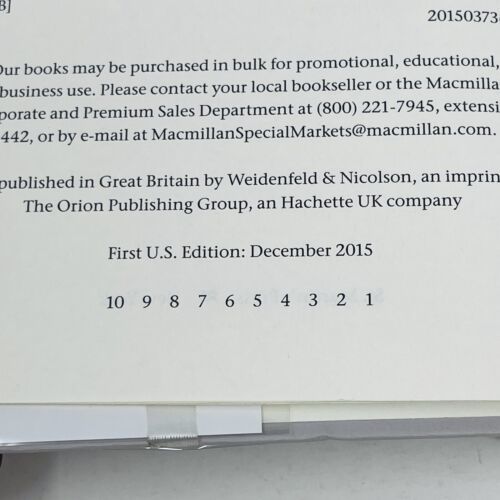 B]
20150373
Our books may be purchased in bulk for promotional, educational,
business use. Please contact your local bookseller or the Macmilla
porate and Premium Sales Department at (800) 221-7945, extensi
442, or by e-mail at MacmillanSpecialMarkets@macmillan.com.
published in Great Britain by Weidenfeld & Nicolson, an imprin
The Orion Publishing Group, an Hachette UK company
First U.S. Edition: December 2015
10 9 8 7 6 5 4 3 2 1